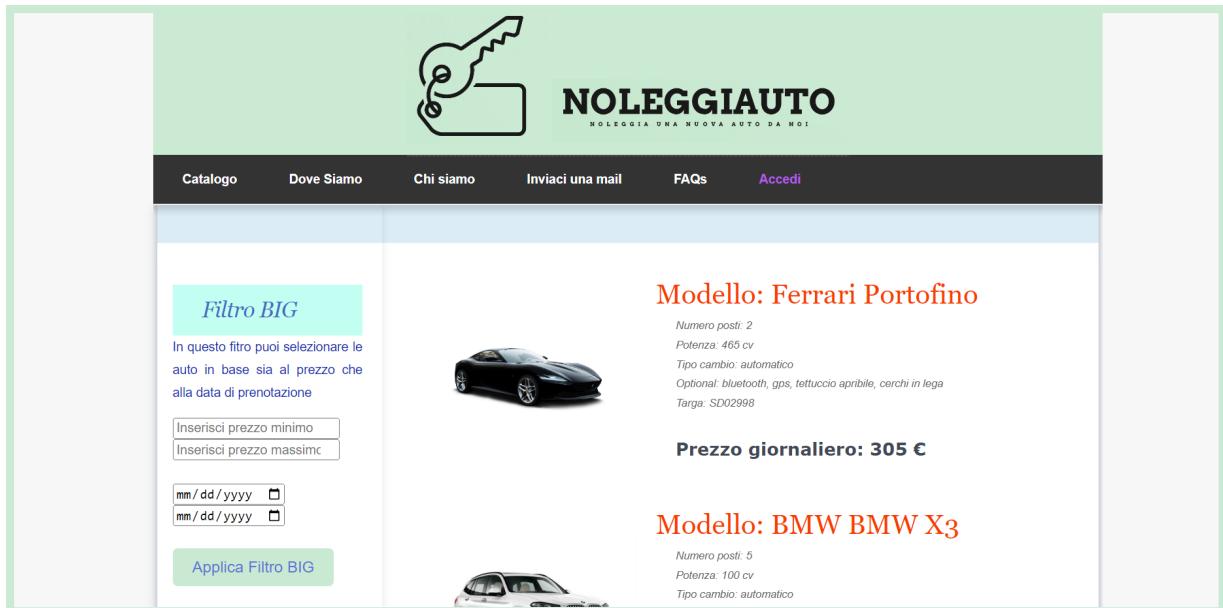 NOLEGGIAUTO
NOLEGGIA UNA NUOVA AUTO DA NOI
Catalogo Dove Siamo Chi siamo Inviaci una mail FAQs Accedi
Filtro BIG
In questo fitro puoi selezionare le
auto in base sia al prezzo che
alla data di prenotazione
Inserisci prezzo minimo
Inserisci prezzo massimo
mm/dd/yyyy
mm/dd/yyyy
Applica Filtro BIG
Modello: Ferrari Portofino
Numero posti: 2
Potenza: 465 cv
Tipo cambio: automatico
Optional: bluetooth, gps, tettuccio apribile, cerchi in lega
Targa: SD02998
Prezzo giornaliero: 305 €
Modello: BMW BMW X3
Numero posti: 5
Potenza: 100 cv
Tipo cambio: automatico